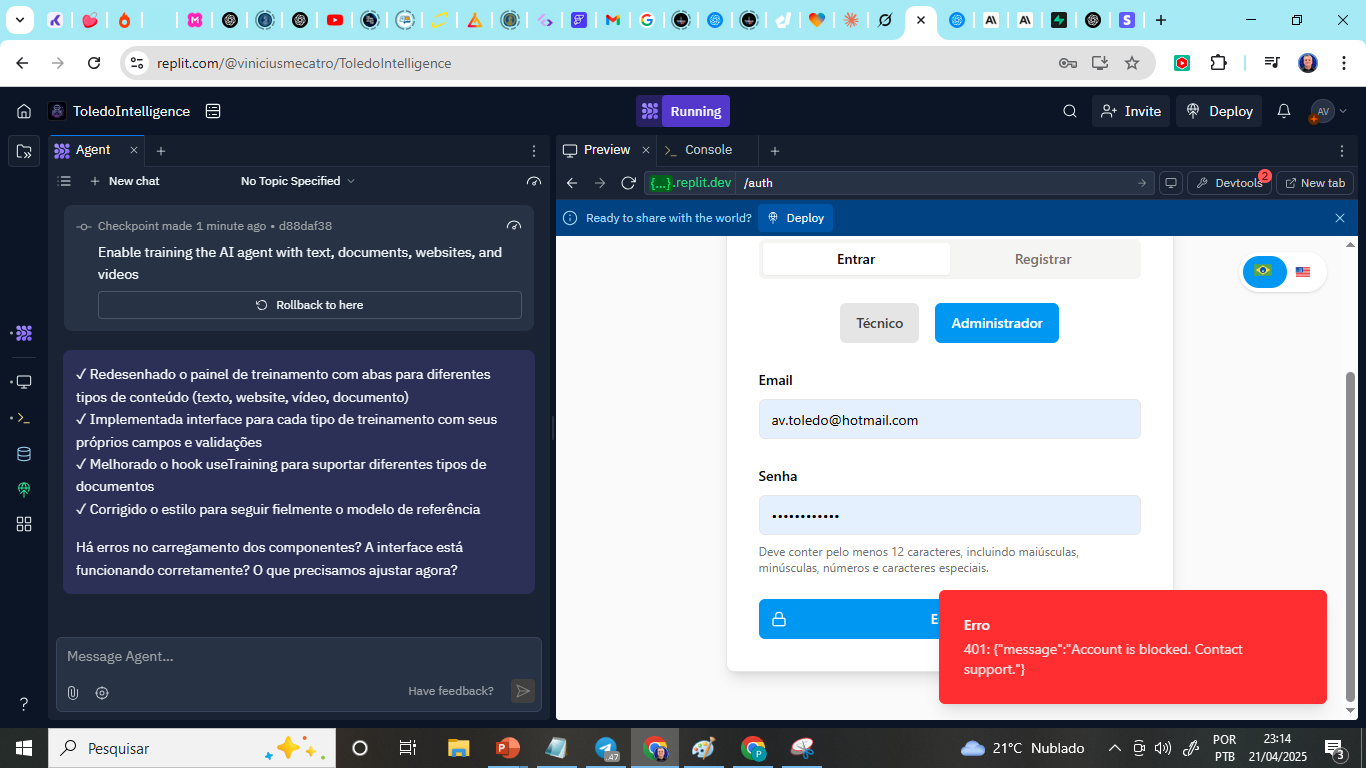 replit.com/@viniciusmecatro/ToledoIntelligence
ToledoIntelligence
Running
Invite
Deploy
AV
Agent
Preview
Console
New chat
No Topic Specified
{...}.replit.dev
/auth
Devtools
2
New tab
Ready to share with the world?
Deploy
Checkpoint made 1 minute ago • d88daf38
Enable training the AI agent with text, documents, websites, and
videos
Rollback to here
✓ Redesenhado o painel de treinamento com abas para diferentes
tipos de conteúdo (texto, website, vídeo, documento)
✓ Implementada interface para cada tipo de treinamento com seus
próprios campos e validações
✓ Melhorado o hook useTraining para suportar diferentes tipos de
documentos
✓ Corrigido o estilo para seguir fielmente o modelo de referência
Há erros no carregamento dos componentes? A interface está
funcionando corretamente? O que precisamos ajustar agora?
Message Agent...
Have feedback?
Entrar
Registrar
Técnico
Administrador
Email
av.toledo@hotmail.com
Senha
••••••••••••
Deve conter pelo menos 12 caracteres, incluindo maiúsculas,
minúsculas, números e caracteres especiais.
E
Erro
401: {"message":"Account is blocked. Contact
support."}
Pesquisar
.47
21°C Nublado
POR
PTB
23:14
21/04/2025
3